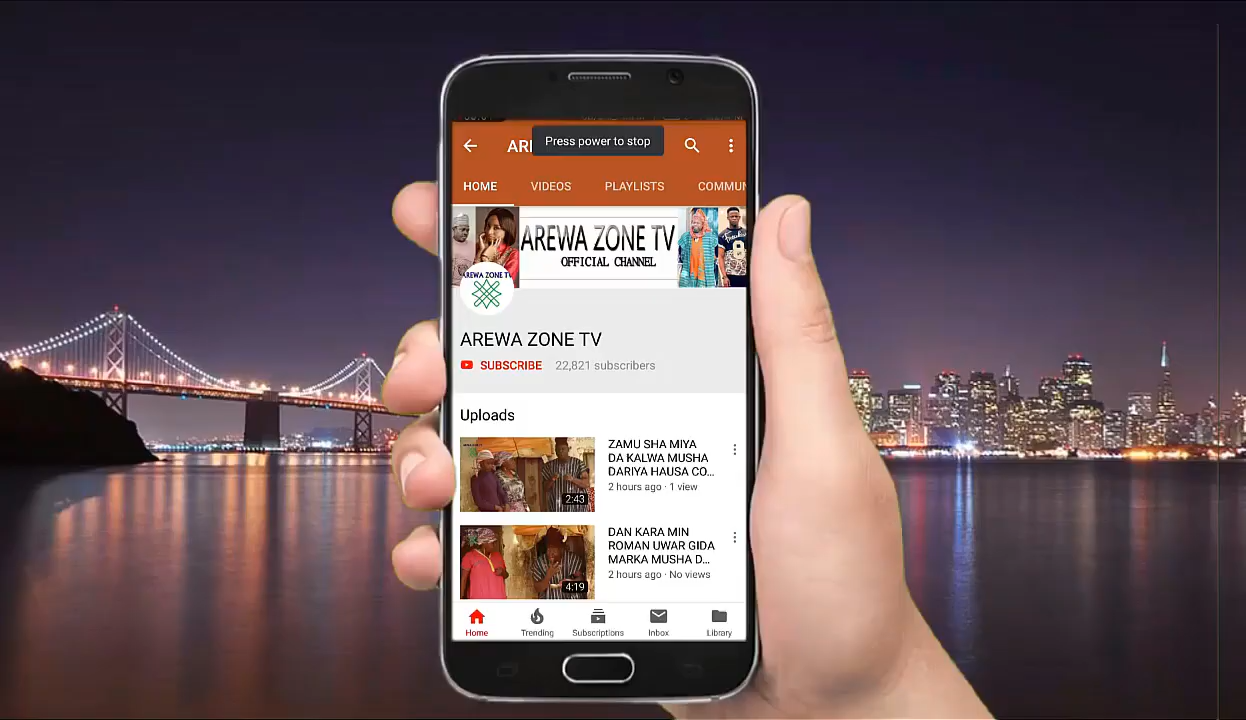 Press power to stop
HOME VIDEOS PLAYLISTS COMMUN
AREWA ZONE TV
OFFICIAL CHANNEL
AREWA ZONE TV
AREWA ZONE TV
SUBSCRIBE 22,821 subscribers
Uploads
ZAMU SHA MIYA
DA KALWA MUSHA
DARIYA HAUSA CO...
2 hours ago · 1 view
2:43
DAN KARA MIN
ROMAN UWAR GIDA
MARKA MUSHA D...
2 hours ago · No views
4:19
Home Trending Subscriptions Inbox Library